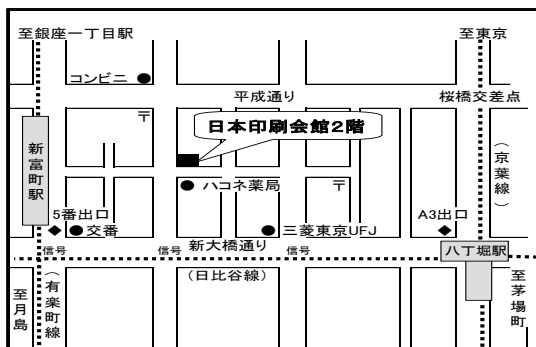 至銀座一丁目駅
至東京
コンビニ
平成通り
桜橋交差点
〒
日本印刷会館2階
新富町駅
（京葉線）
ハコネ薬局
〒
5番出口
A3出口
交番
三菱東京UFJ
新大橋通り
八丁堀駅
信号
信号
信号
（日比谷線）
至月島
（有楽町線
至茅場町